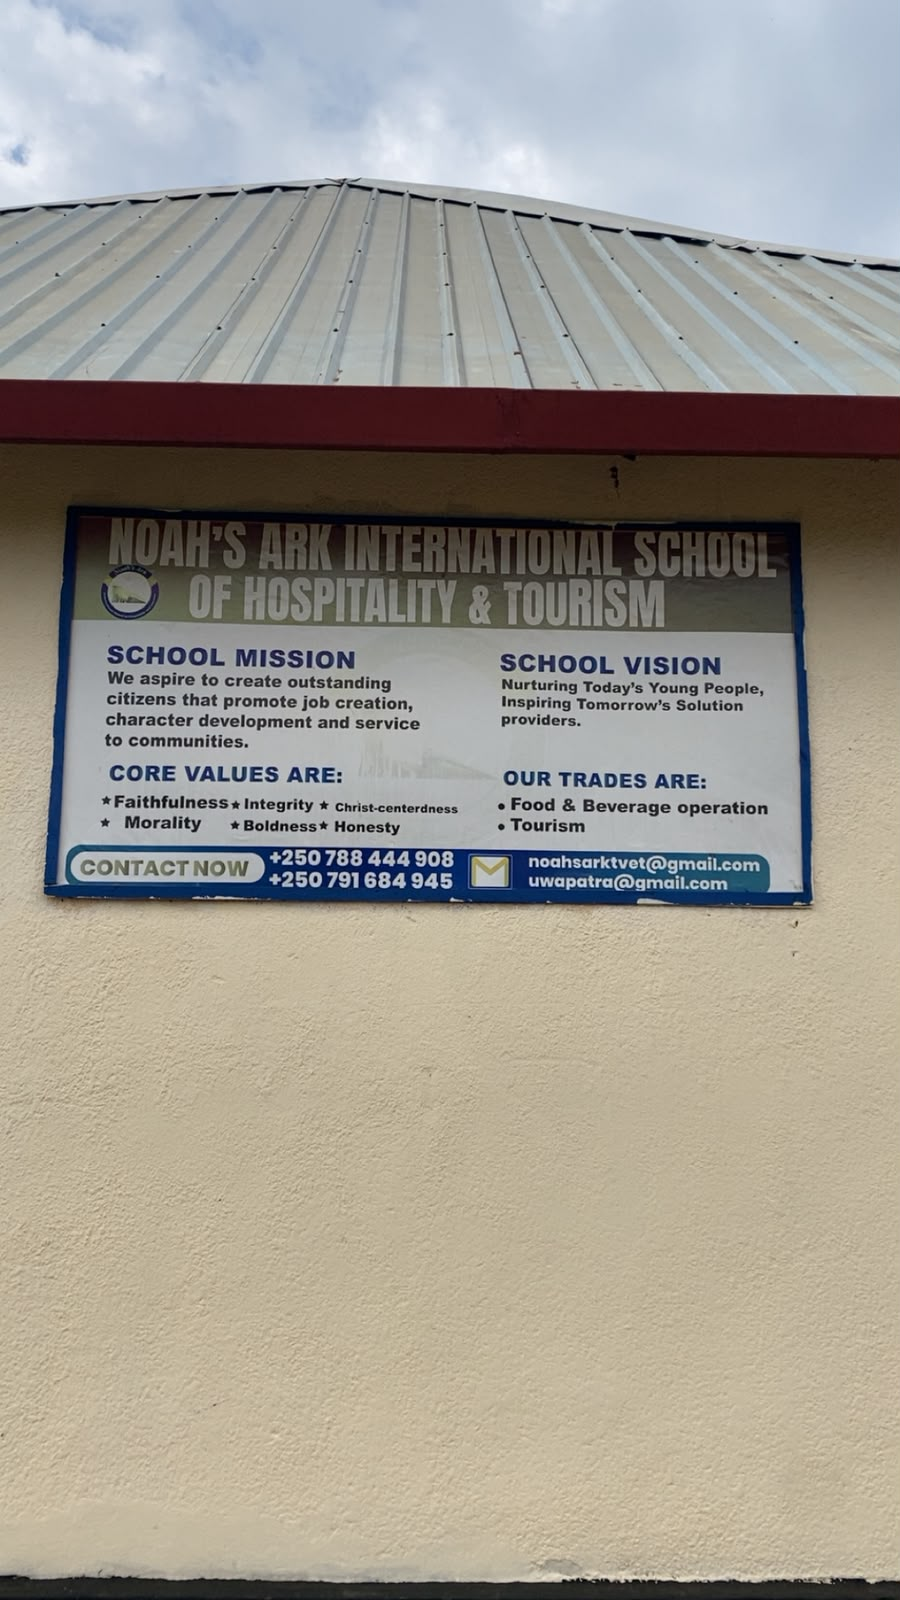 NOAH'S ARK INTERNATIONAL SCHOOL
OF HOSPITALITY & TOURISM
SCHOOL MISSION
We aspire to create outstanding
citizens that promote job creation,
character development and service
to communities.
SCHOOL VISION
Nurturing Today's Young People,
Inspiring Tomorrow's Solution
providers.
CORE VALUES ARE:
★ Faithfulness ★ Integrity ★ Christ-centerdness
★ Morality ★ Boldness ★ Honesty
OUR TRADES ARE:
• Food & Beverage operation
• Tourism
CONTACT NOW
+250 788 444 908
+250 791 684 945
noahsarktvet@gmail.com
uwapatra@gmail.com